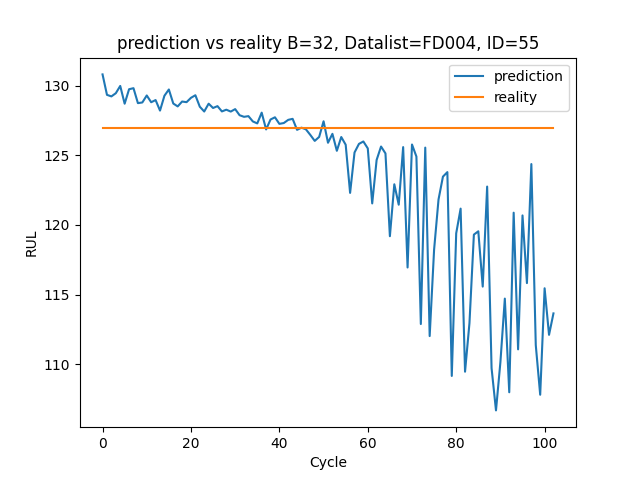 prediction vs reality B=32, Datalist=FD004, ID=55
prediction
reality
130
125
120
115
110
RUL
0 20 40 60 80 100
Cycle